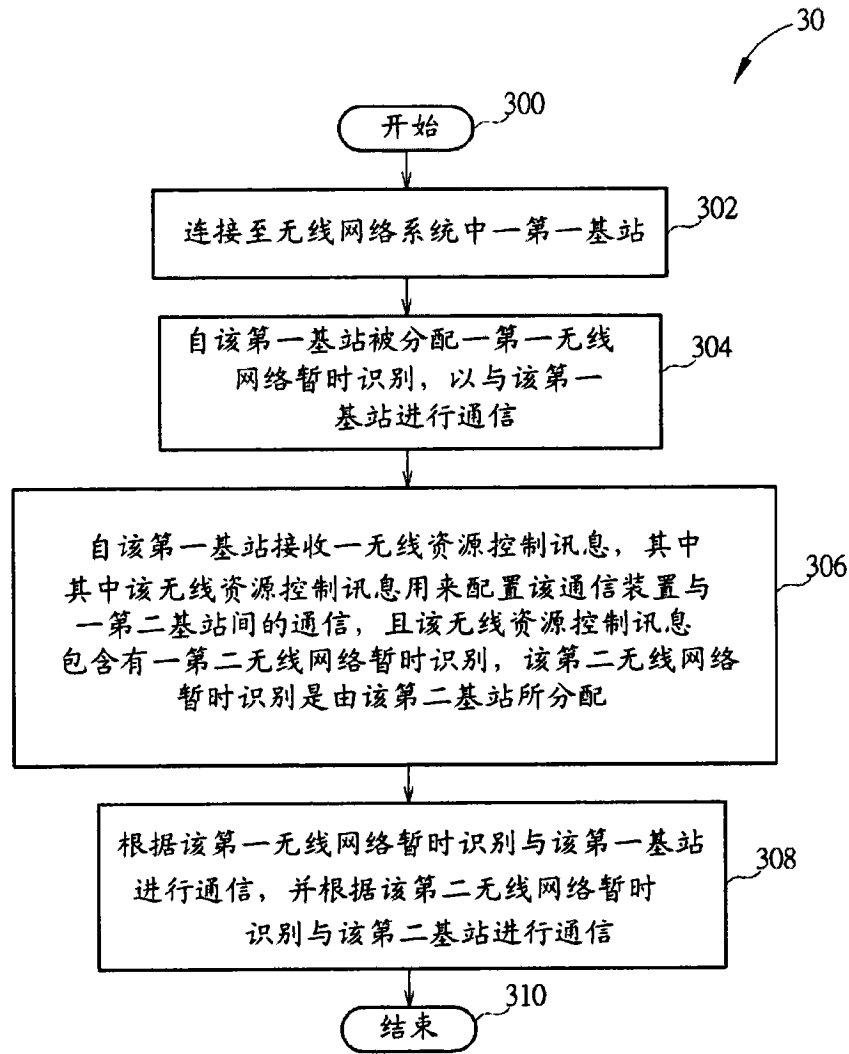 30
开始
300
连接至无线网络系统中一第一基站
302
自该第一基站被分配一第一无线
网络暂时识别，以与该第一
基站进行通信
304
自该第一基站接收一无线资源控制讯息，其中
其中该无线资源控制讯息用来配置该通信装置与
一第二基站间的通信，且该无线资源控制讯息
包含有一第二无线网络暂时识别，该第二无线网络
暂时识别是由该第二基站所分配
306
根据该第一无线网络暂时识别与该第一基站
进行通信，并根据该第二无线网络暂时
识别与该第二基站进行通信
308
结束
310